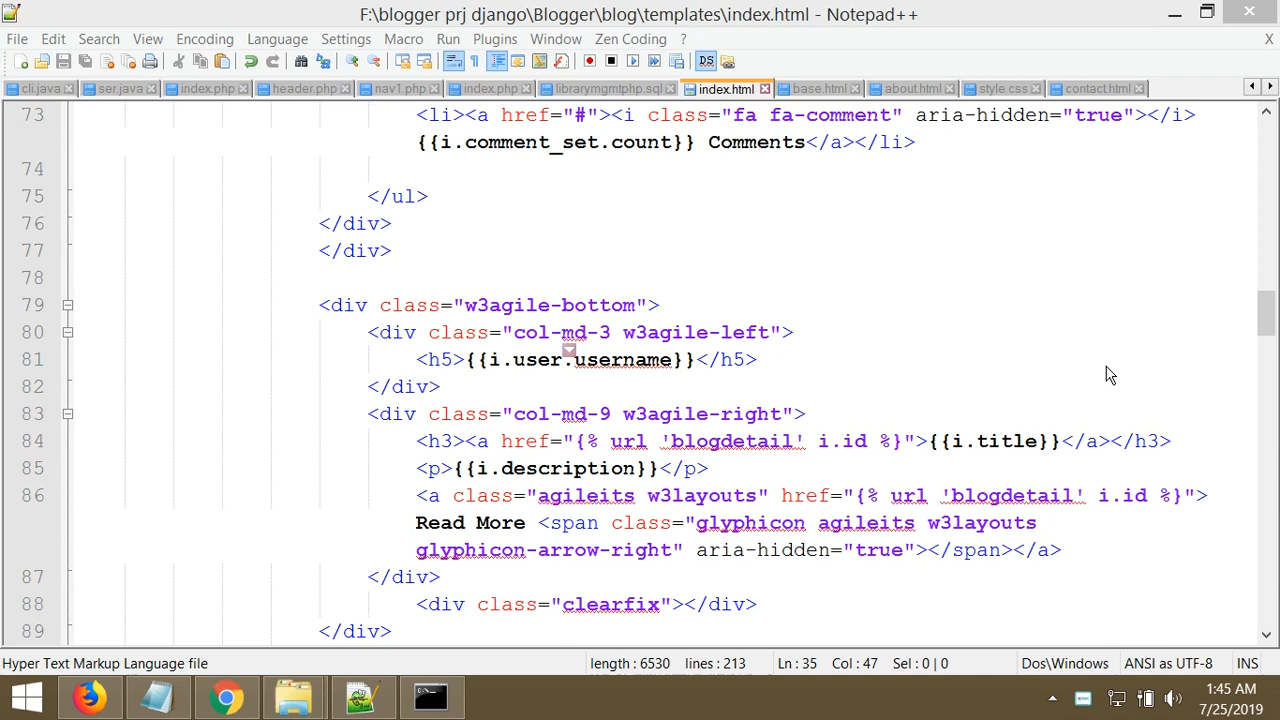 F:\blogger prj django\Blogger\blog\templates\index.html - Notepad++
File Edit Search View Encoding Language Settings Macro Run Plugins Window Zen Coding ? X
cli.java ser.java index.php header.php nav1.php index.php librarymgmtphp.sql index.html base.html about.html style.css contact.html
73 <li><a href="#"><i class="fa fa-comment" aria-hidden="true"></i>
{{i.comment_set.count}} Comments</a></li>
74
75 </ul>
76 </div>
77 </div>
78
79 <div class="w3agile-bottom">
80 <div class="col-md-3 w3agile-left">
81 <h5>{{i.user.username}}</h5>
82 </div>
83 <div class="col-md-9 w3agile-right">
84 <h3><a href="{% url 'blogdetail' i.id %}">{{i.title}}</a></h3>
85 <p>{{i.description}}</p>
86 <a class="agileits w3layouts" href="{% url 'blogdetail' i.id %}">
Read More <span class="glyphicon agileits w3layouts
glyphicon-arrow-right" aria-hidden="true"></span></a>
87 </div>
88 <div class="clearfix"></div>
89 </div>
Hyper Text Markup Language file length : 6530 lines : 213 Ln : 35 Col : 47 Sel : 0 | 0 Dos\Windows ANSI as UTF-8 INS
1:45 AM
7/25/2019